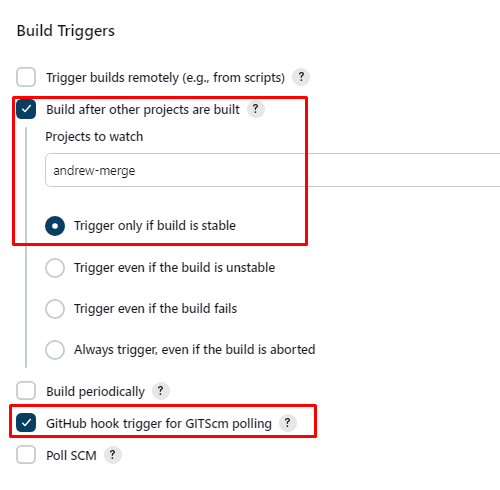 Build Triggers
Trigger builds remotely (e.g., from scripts) ?
Build after other projects are built ?
Projects to watch
andrew-merge
Trigger only if build is stable
Trigger even if the build is unstable
Trigger even if the build fails
Always trigger, even if the build is aborted
Build periodically ?
GitHub hook trigger for GITScm polling ?
Poll SCM ?